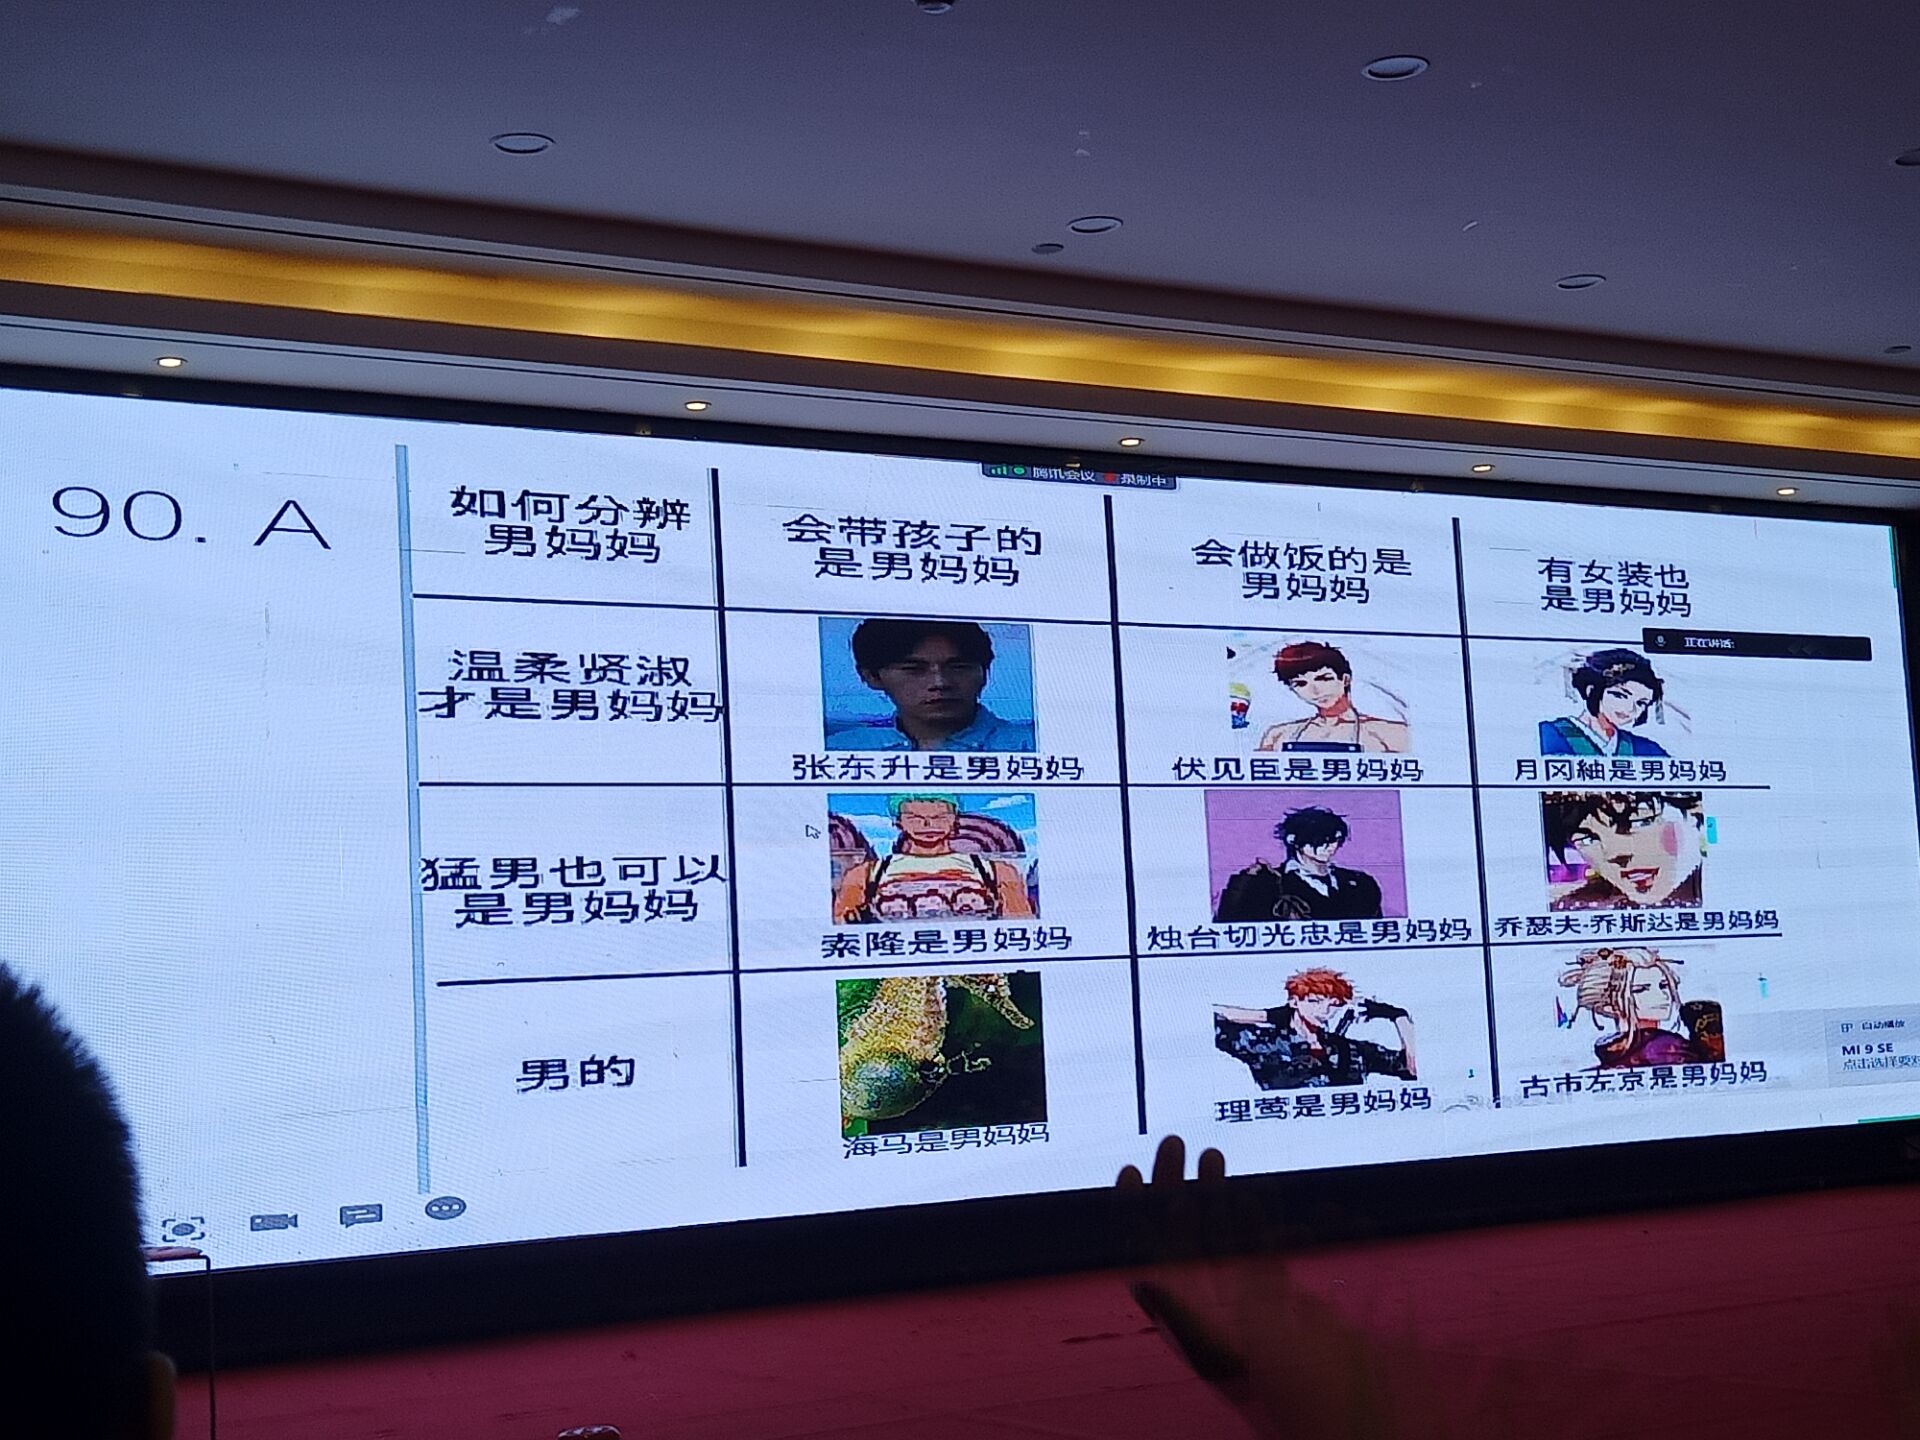 腾讯会议 录制中
90. A
如何分辨
男妈妈
会带孩子的
是男妈妈
会做饭的是
男妈妈
有女装也
是男妈妈
正在讲话:
温柔贤淑
才是男妈妈
张东升是男妈妈
伏见臣是男妈妈
月冈紬是男妈妈
猛男也可以
是男妈妈
索隆是男妈妈
烛台切光忠是男妈妈
乔瑟夫·乔斯达是男妈妈
男的
海马是男妈妈
理莺是男妈妈
古市左京是男妈妈
自动播放
MI 9 SE
点击选择要对